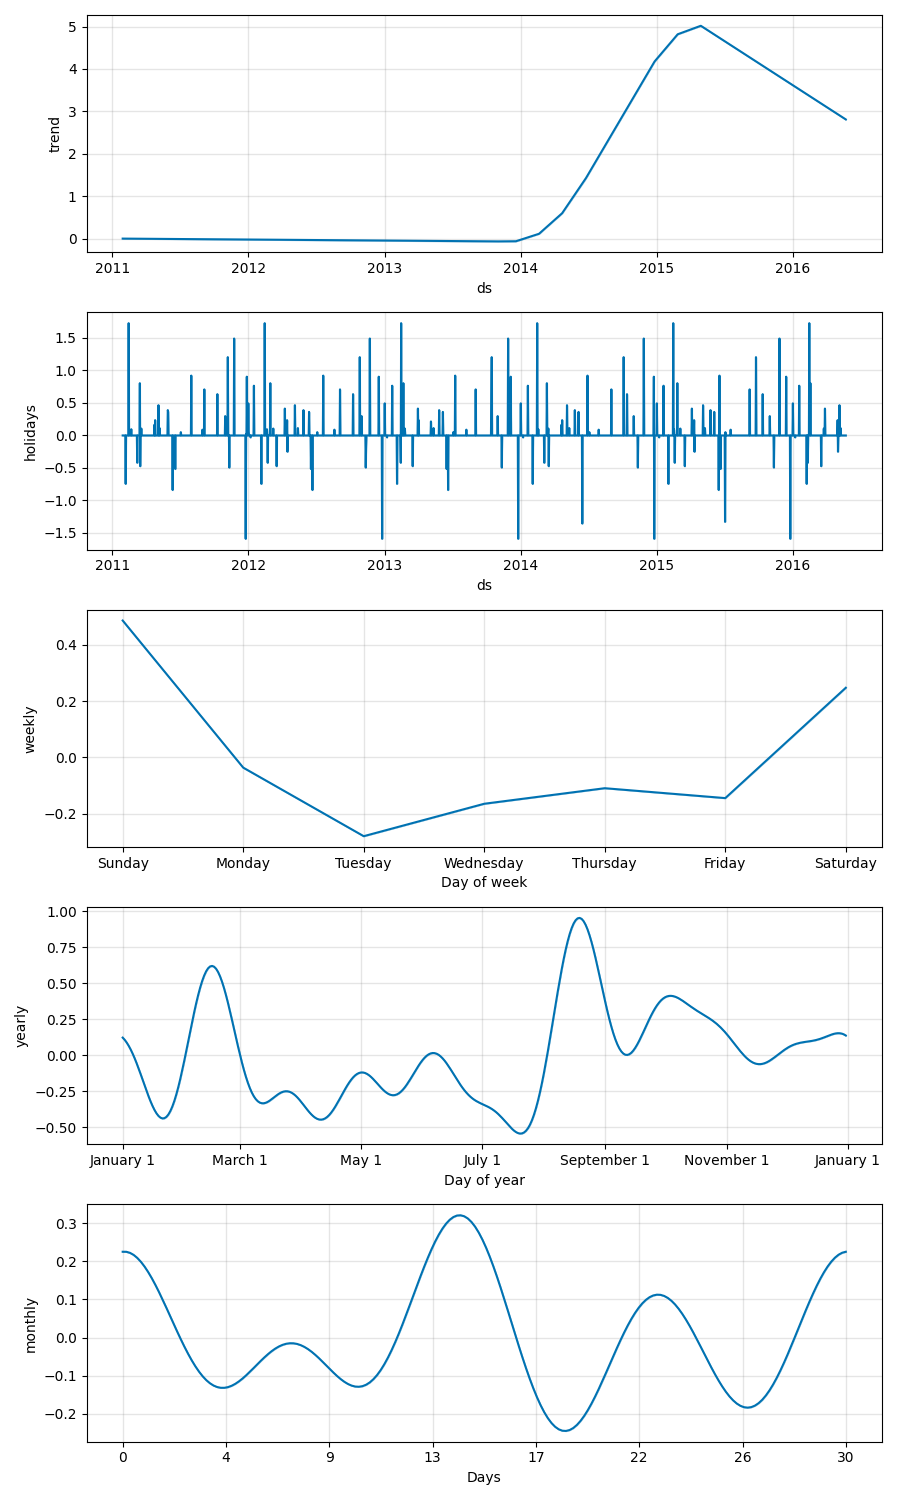 trend
5
4
3
2
1
0
2011 2012 2013 2014 2015 2016
ds
holidays
1.5
1.0
0.5
0.0
−0.5
−1.0
−1.5
2011 2012 2013 2014 2015 2016
ds
weekly
0.4
0.2
0.0
−0.2
Sunday Monday Tuesday Wednesday Thursday Friday Saturday
Day of week
yearly
1.00
0.75
0.50
0.25
0.00
−0.25
−0.50
January 1 March 1 May 1 July 1 September 1 November 1 January 1
Day of year
monthly
0.3
0.2
0.1
0.0
−0.1
−0.2
0 4 9 13 17 22 26 30
Days